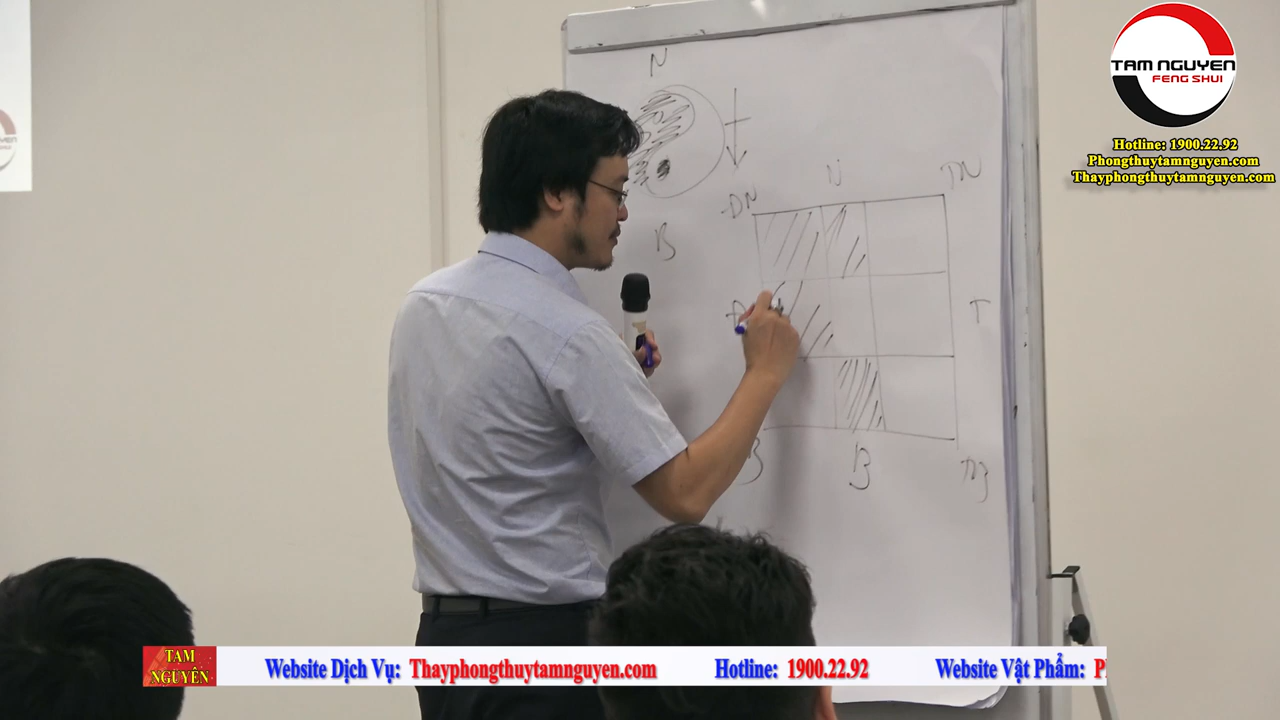 TAM NGUYEN
FENG SHUI
Hotline: 1900.22.92
Phongthuytamnguyen.com
Thayphongthuytamnguyen.com
N
B
ĐN
N
TN
T
B
B
TB
TAM
NGUYÊN
Website Dịch Vụ: Thayphongthuytamnguyen.com
Hotline: 1900.22.92
Website Vật Phẩm: